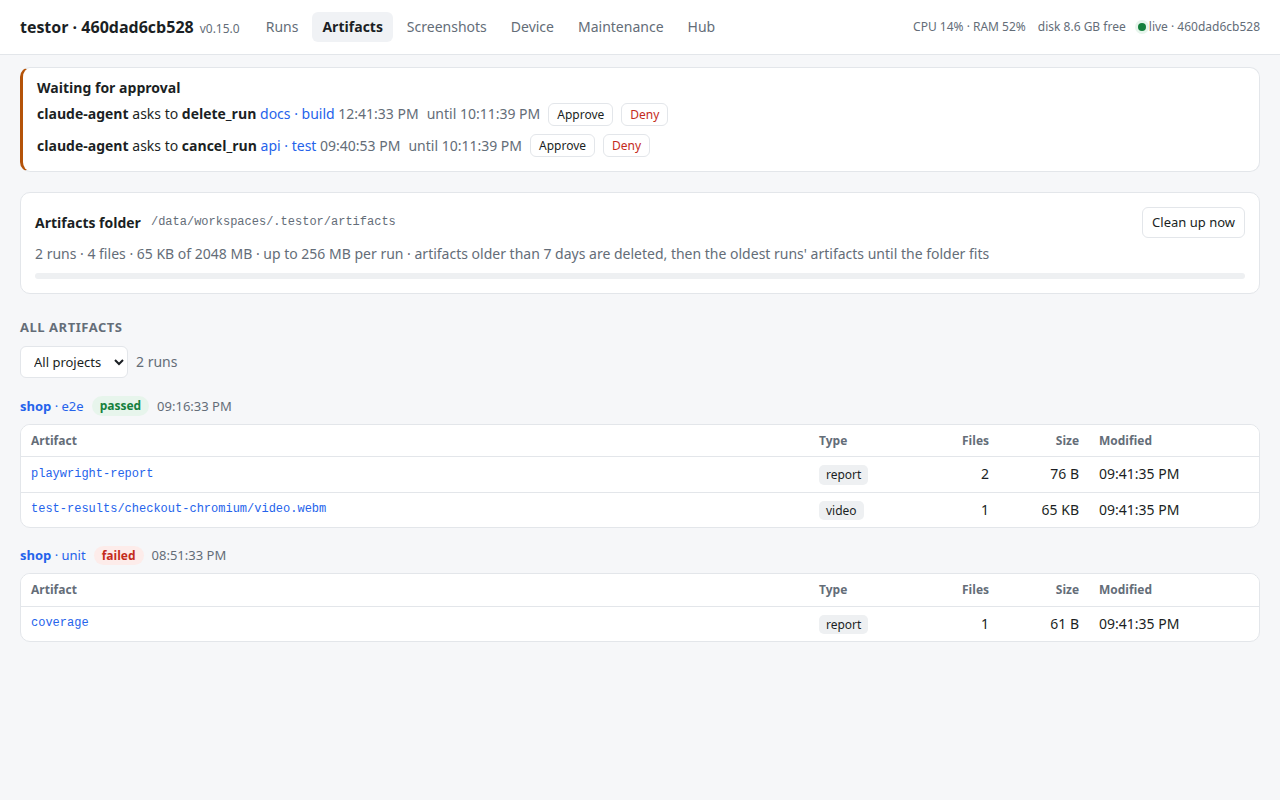 testor · 460dad6cb528 v0.15.0 Runs Artifacts Screenshots Device Maintenance Hub CPU 14% · RAM 52% disk 8.6 GB free live · 460dad6cb528
Waiting for approval
claude-agent asks to delete_run docs · build 12:41:33 PM until 10:11:39 PM Approve Deny
claude-agent asks to cancel_run api · test 09:40:53 PM until 10:11:39 PM Approve Deny
Artifacts folder /data/workspaces/.testor/artifacts Clean up now
2 runs · 4 files · 65 KB of 2048 MB · up to 256 MB per run · artifacts older than 7 days are deleted, then the oldest runs' artifacts until the folder fits
ALL ARTIFACTS
All projects 2 runs
shop · e2e passed 09:16:33 PM
Artifact Type Files Size Modified
playwright-report report 2 76 B 09:41:35 PM
test-results/checkout-chromium/video.webm video 1 65 KB 09:41:35 PM
shop · unit failed 08:51:33 PM
Artifact Type Files Size Modified
coverage report 1 61 B 09:41:35 PM